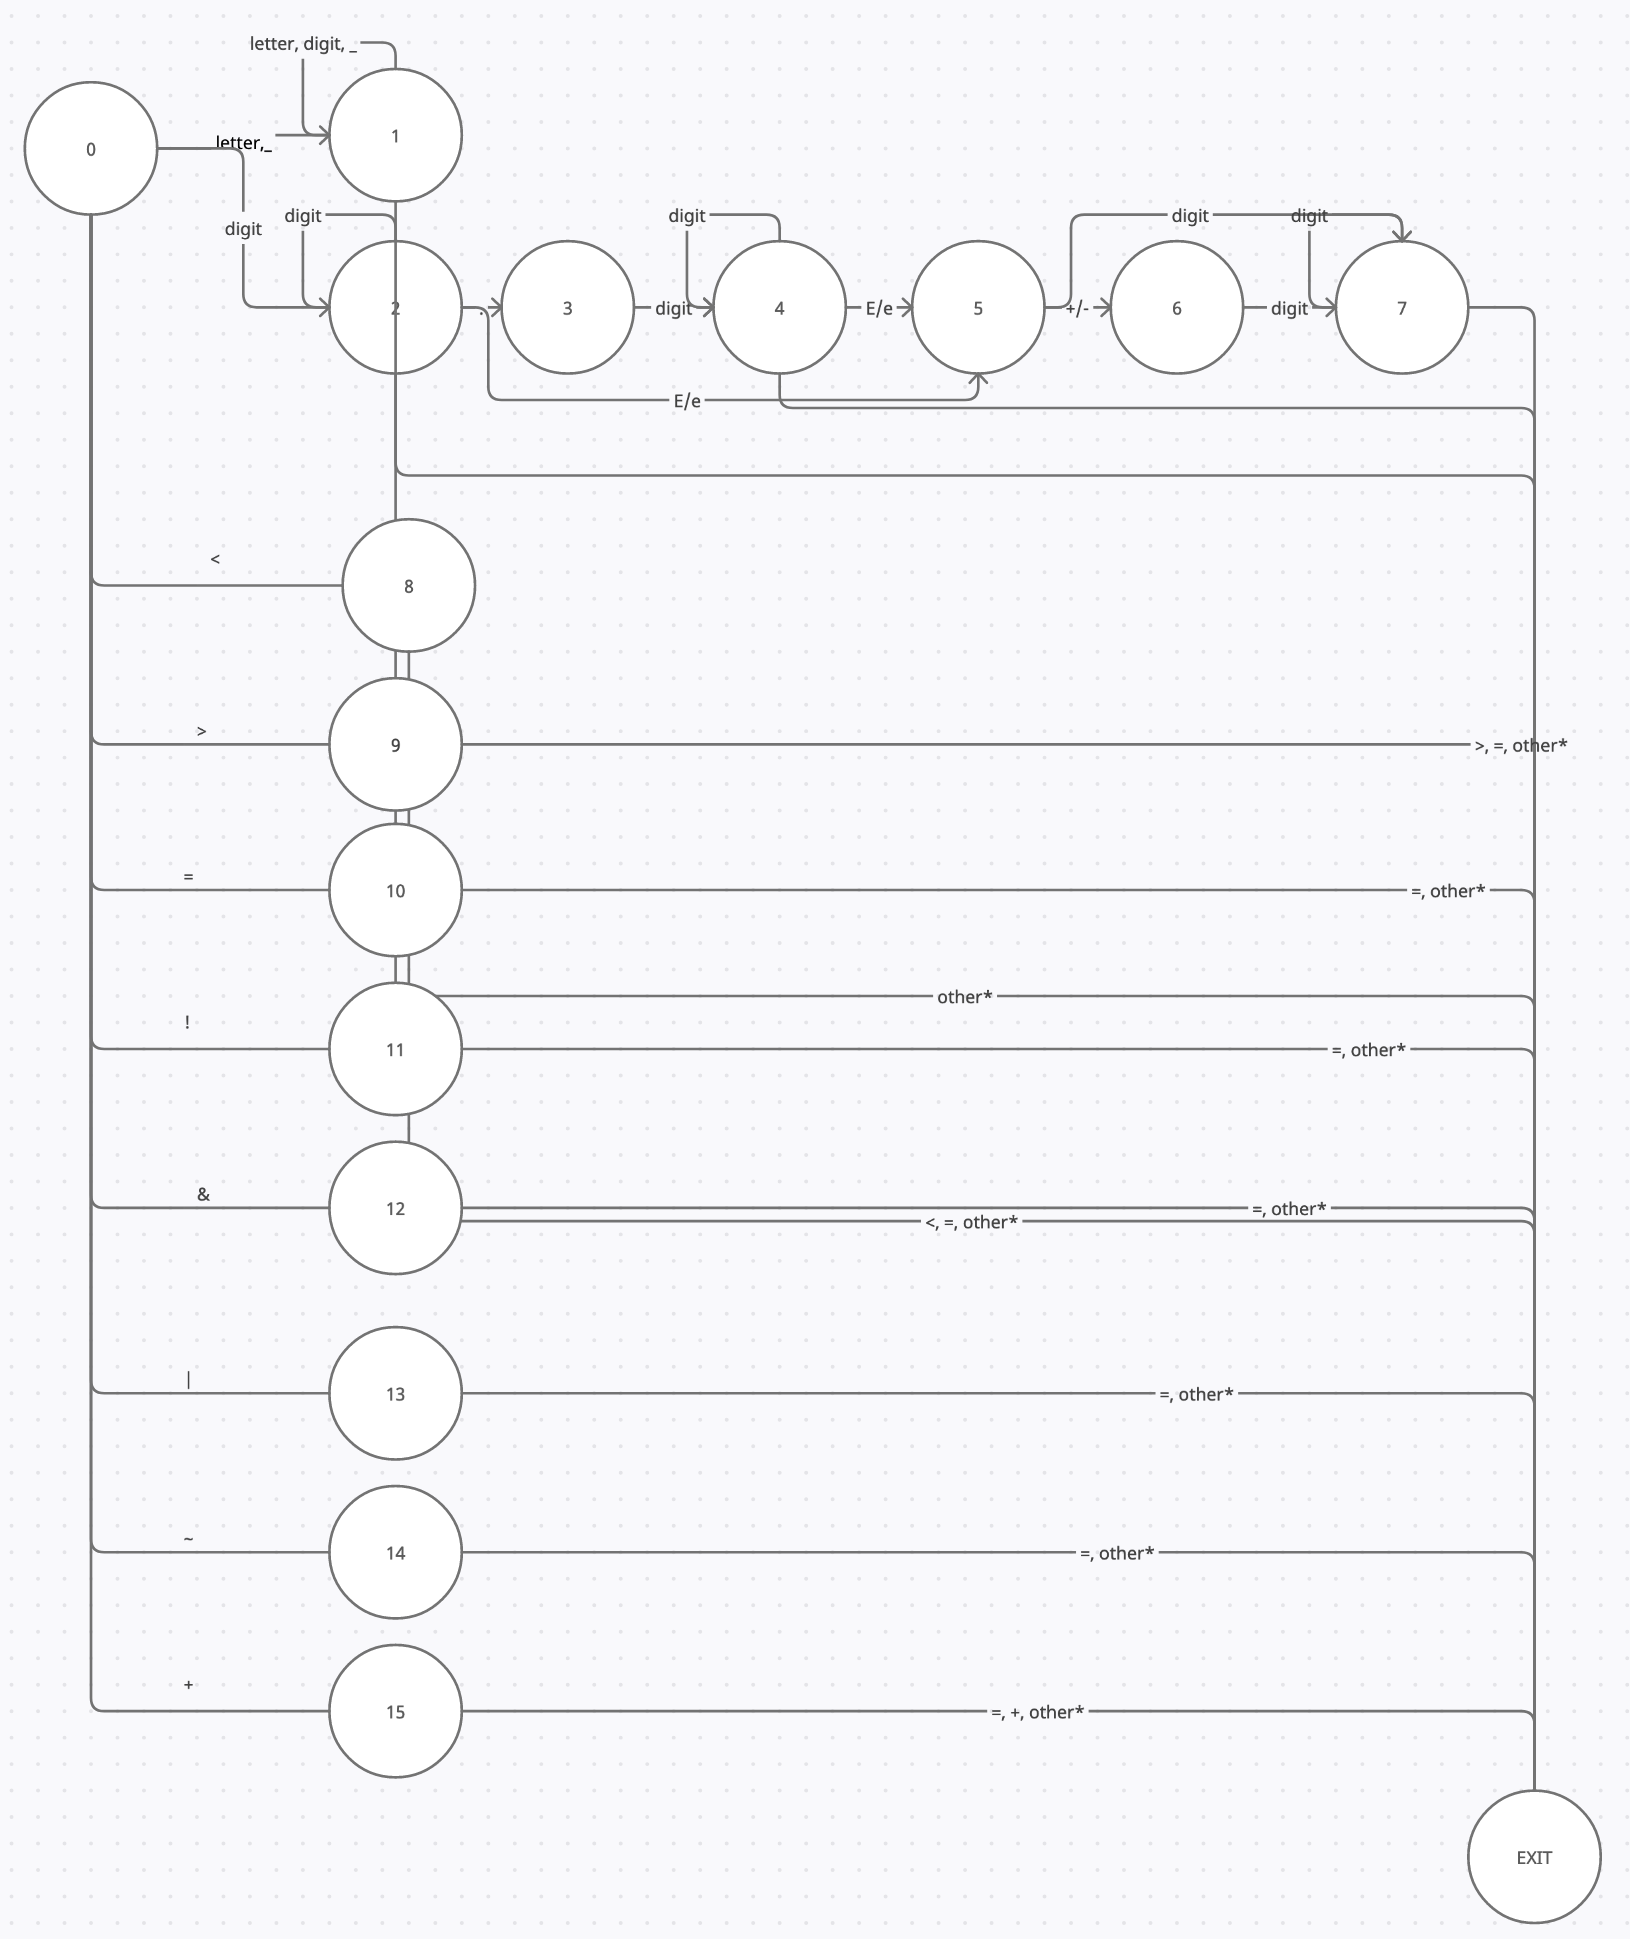 letter, digit, _
1
0
letter,_
digit
digit
digit
digit
digit
2
.
3
digit
4
E/e
5
+/-
6
digit
7
E/e
<
8
>
9
>, =, other*
=
10
=, other*
other*
!
11
=, other*
&
12
=, other*
<, =, other*
|
13
=, other*
~
14
=, other*
+
15
=, +, other*
EXIT